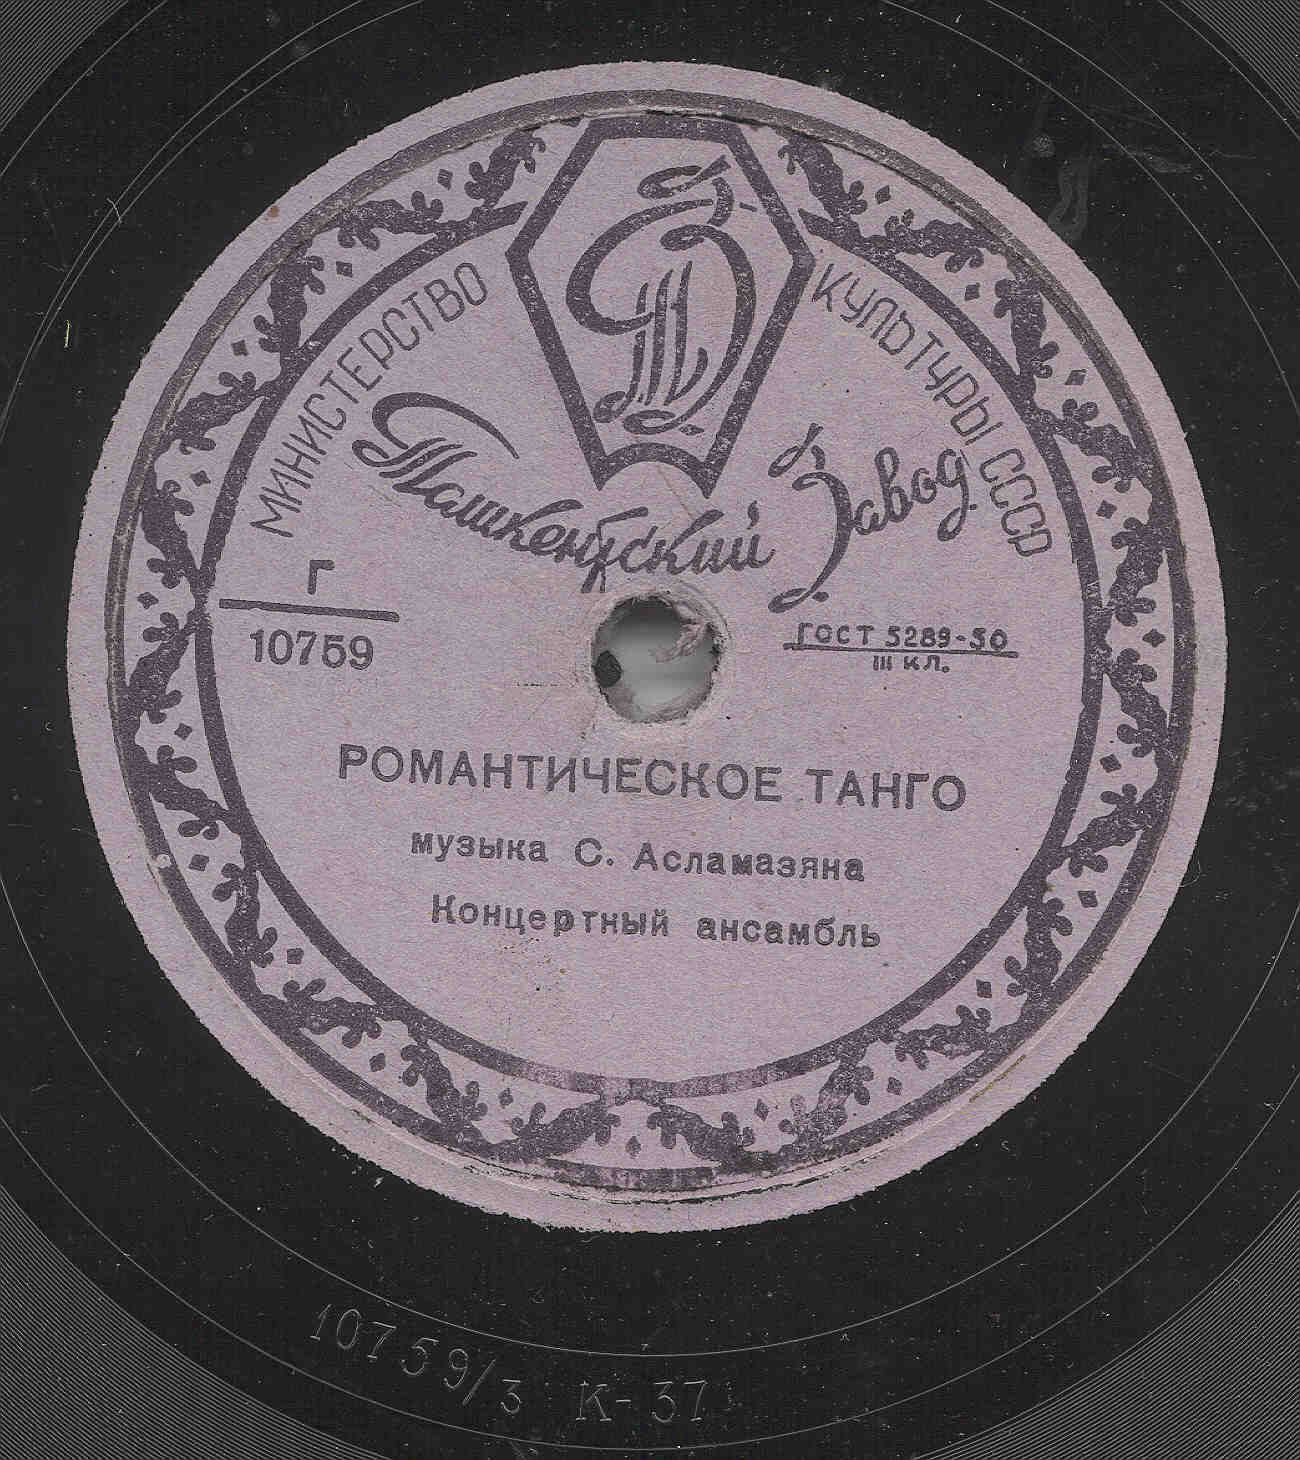 МИНИСТЕРСТВО КУЛЬТУРЫ СССР
Ташкентский Завод
Г
10759
ГОСТ 5289-50
III кл.
РОМАНТИЧЕСКОЕ ТАНГО
музыка С. Асламазяна
Концертный ансамбль
10759/3 К-37